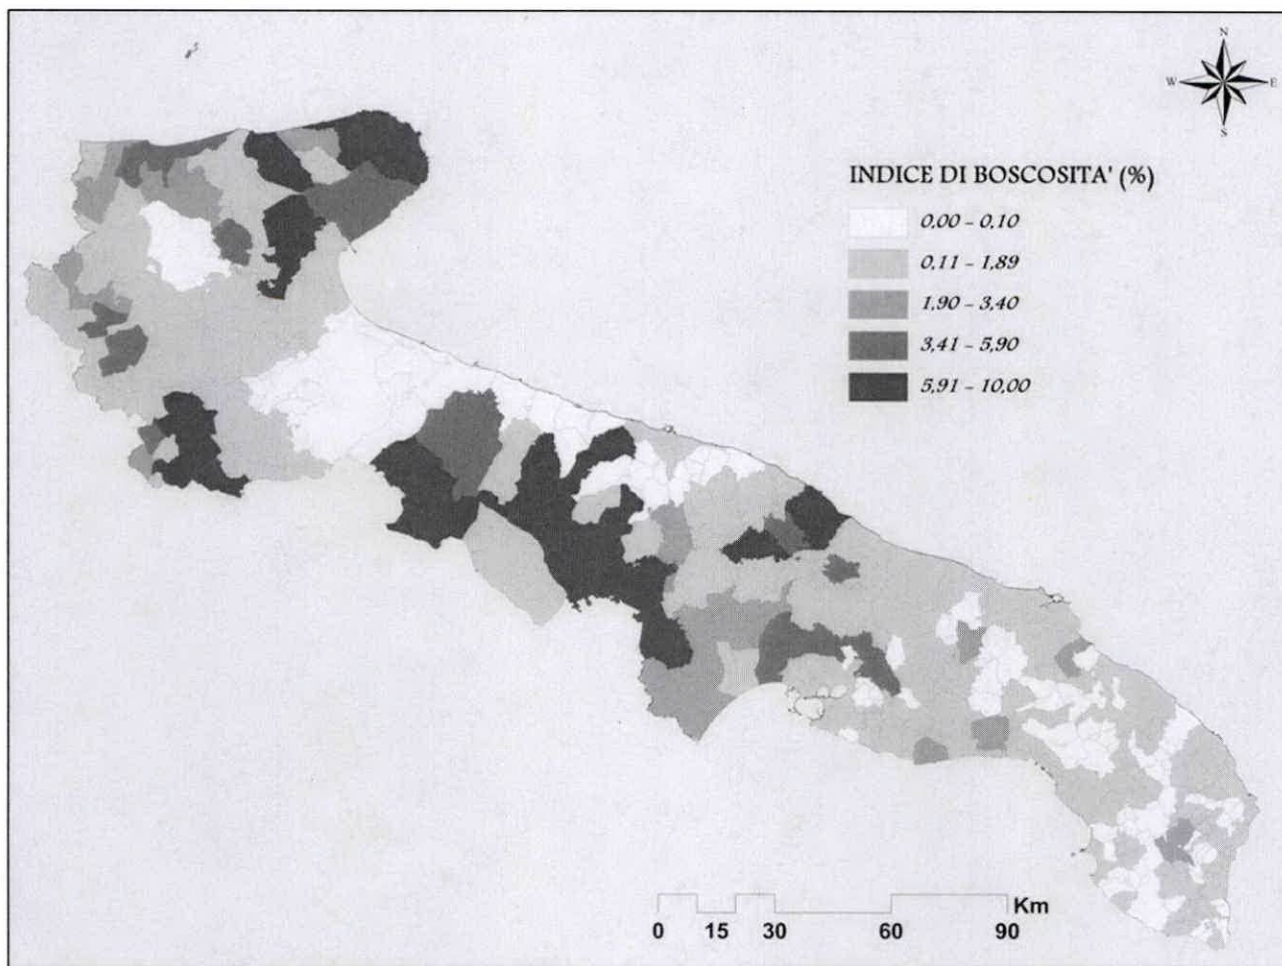 N
W E
S
INDICE DI BOSCOSITA' (%)
0,00 - 0,10
0,11 - 1,89
1,90 - 3,40
3,41 - 5,90
5,91 - 10,00
Km
0 15 30 60 90